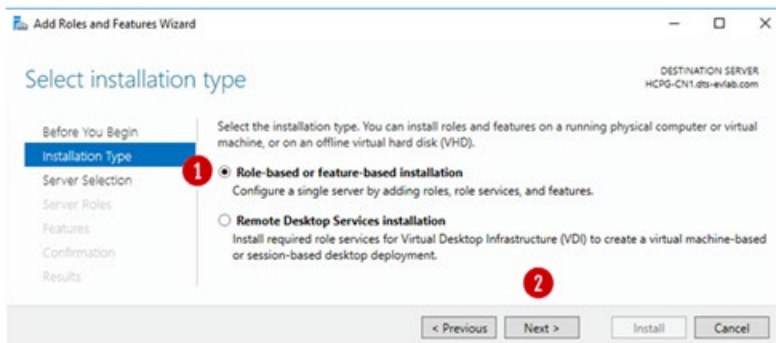 Add Roles and Features Wizard
Select installation type
DESTINATION SERVER
HCPG-CN1.dts-evlab.com
Before You Begin
Installation Type
Server Selection
Server Roles
Features
Confirmation
Results
Select the installation type. You can install roles and features on a running physical computer or virtual
machine, or on an offline virtual hard disk (VHD).
1
Role-based or feature-based installation
Configure a single server by adding roles, role services, and features.
Remote Desktop Services installation
Install required role services for Virtual Desktop Infrastructure (VDI) to create a virtual machine-based
or session-based desktop deployment.
2
< Previous
Next >
Install
Cancel